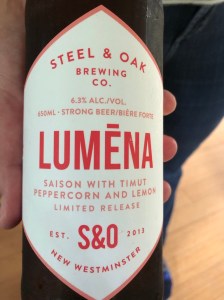 STEEL & OAK
BREWING
CO.
6.3% ALC./VOL.
650ML - STRONG BEER/BIÈRE FORTE
LUMĒNA
SAISON WITH TIMUT
PEPPERCORN AND LEMON
LIMITED RELEASE
EST. S&O 2013
NEW WESTMINSTER